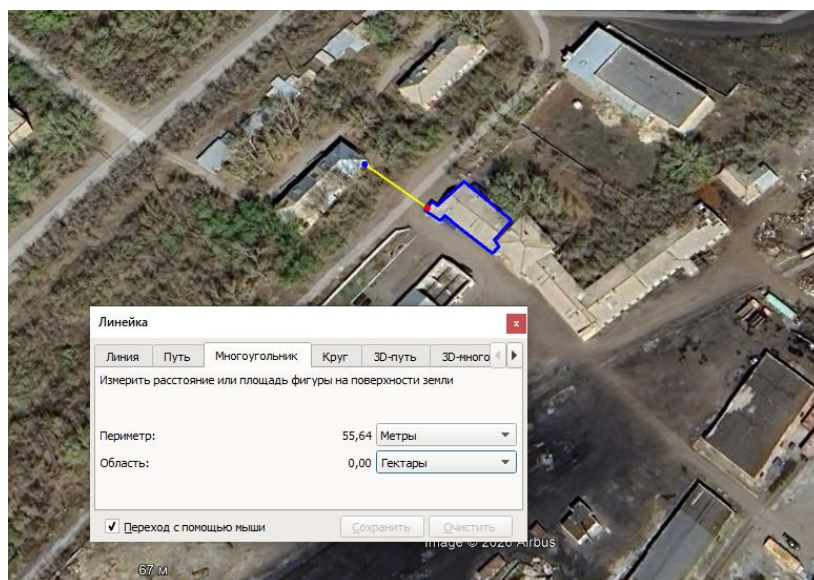 Линейка
x
Линия Путь Многоугольник Круг 3D-путь 3D-много
Измерить расстояние или площадь фигуры на поверхности земли
Периметр: 55,64 Метры
Область: 0,00 Гектары
Переход с помощью мыши Сохранить Очистить
Image © 2026 Airbus
67 м